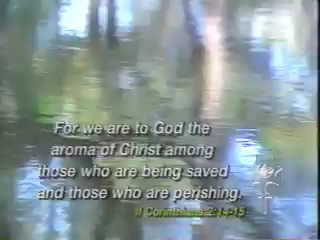 For we are to God the
aroma of Christ among
those who are being saved
and those who are perishing.
II Corinthians 2:14-15